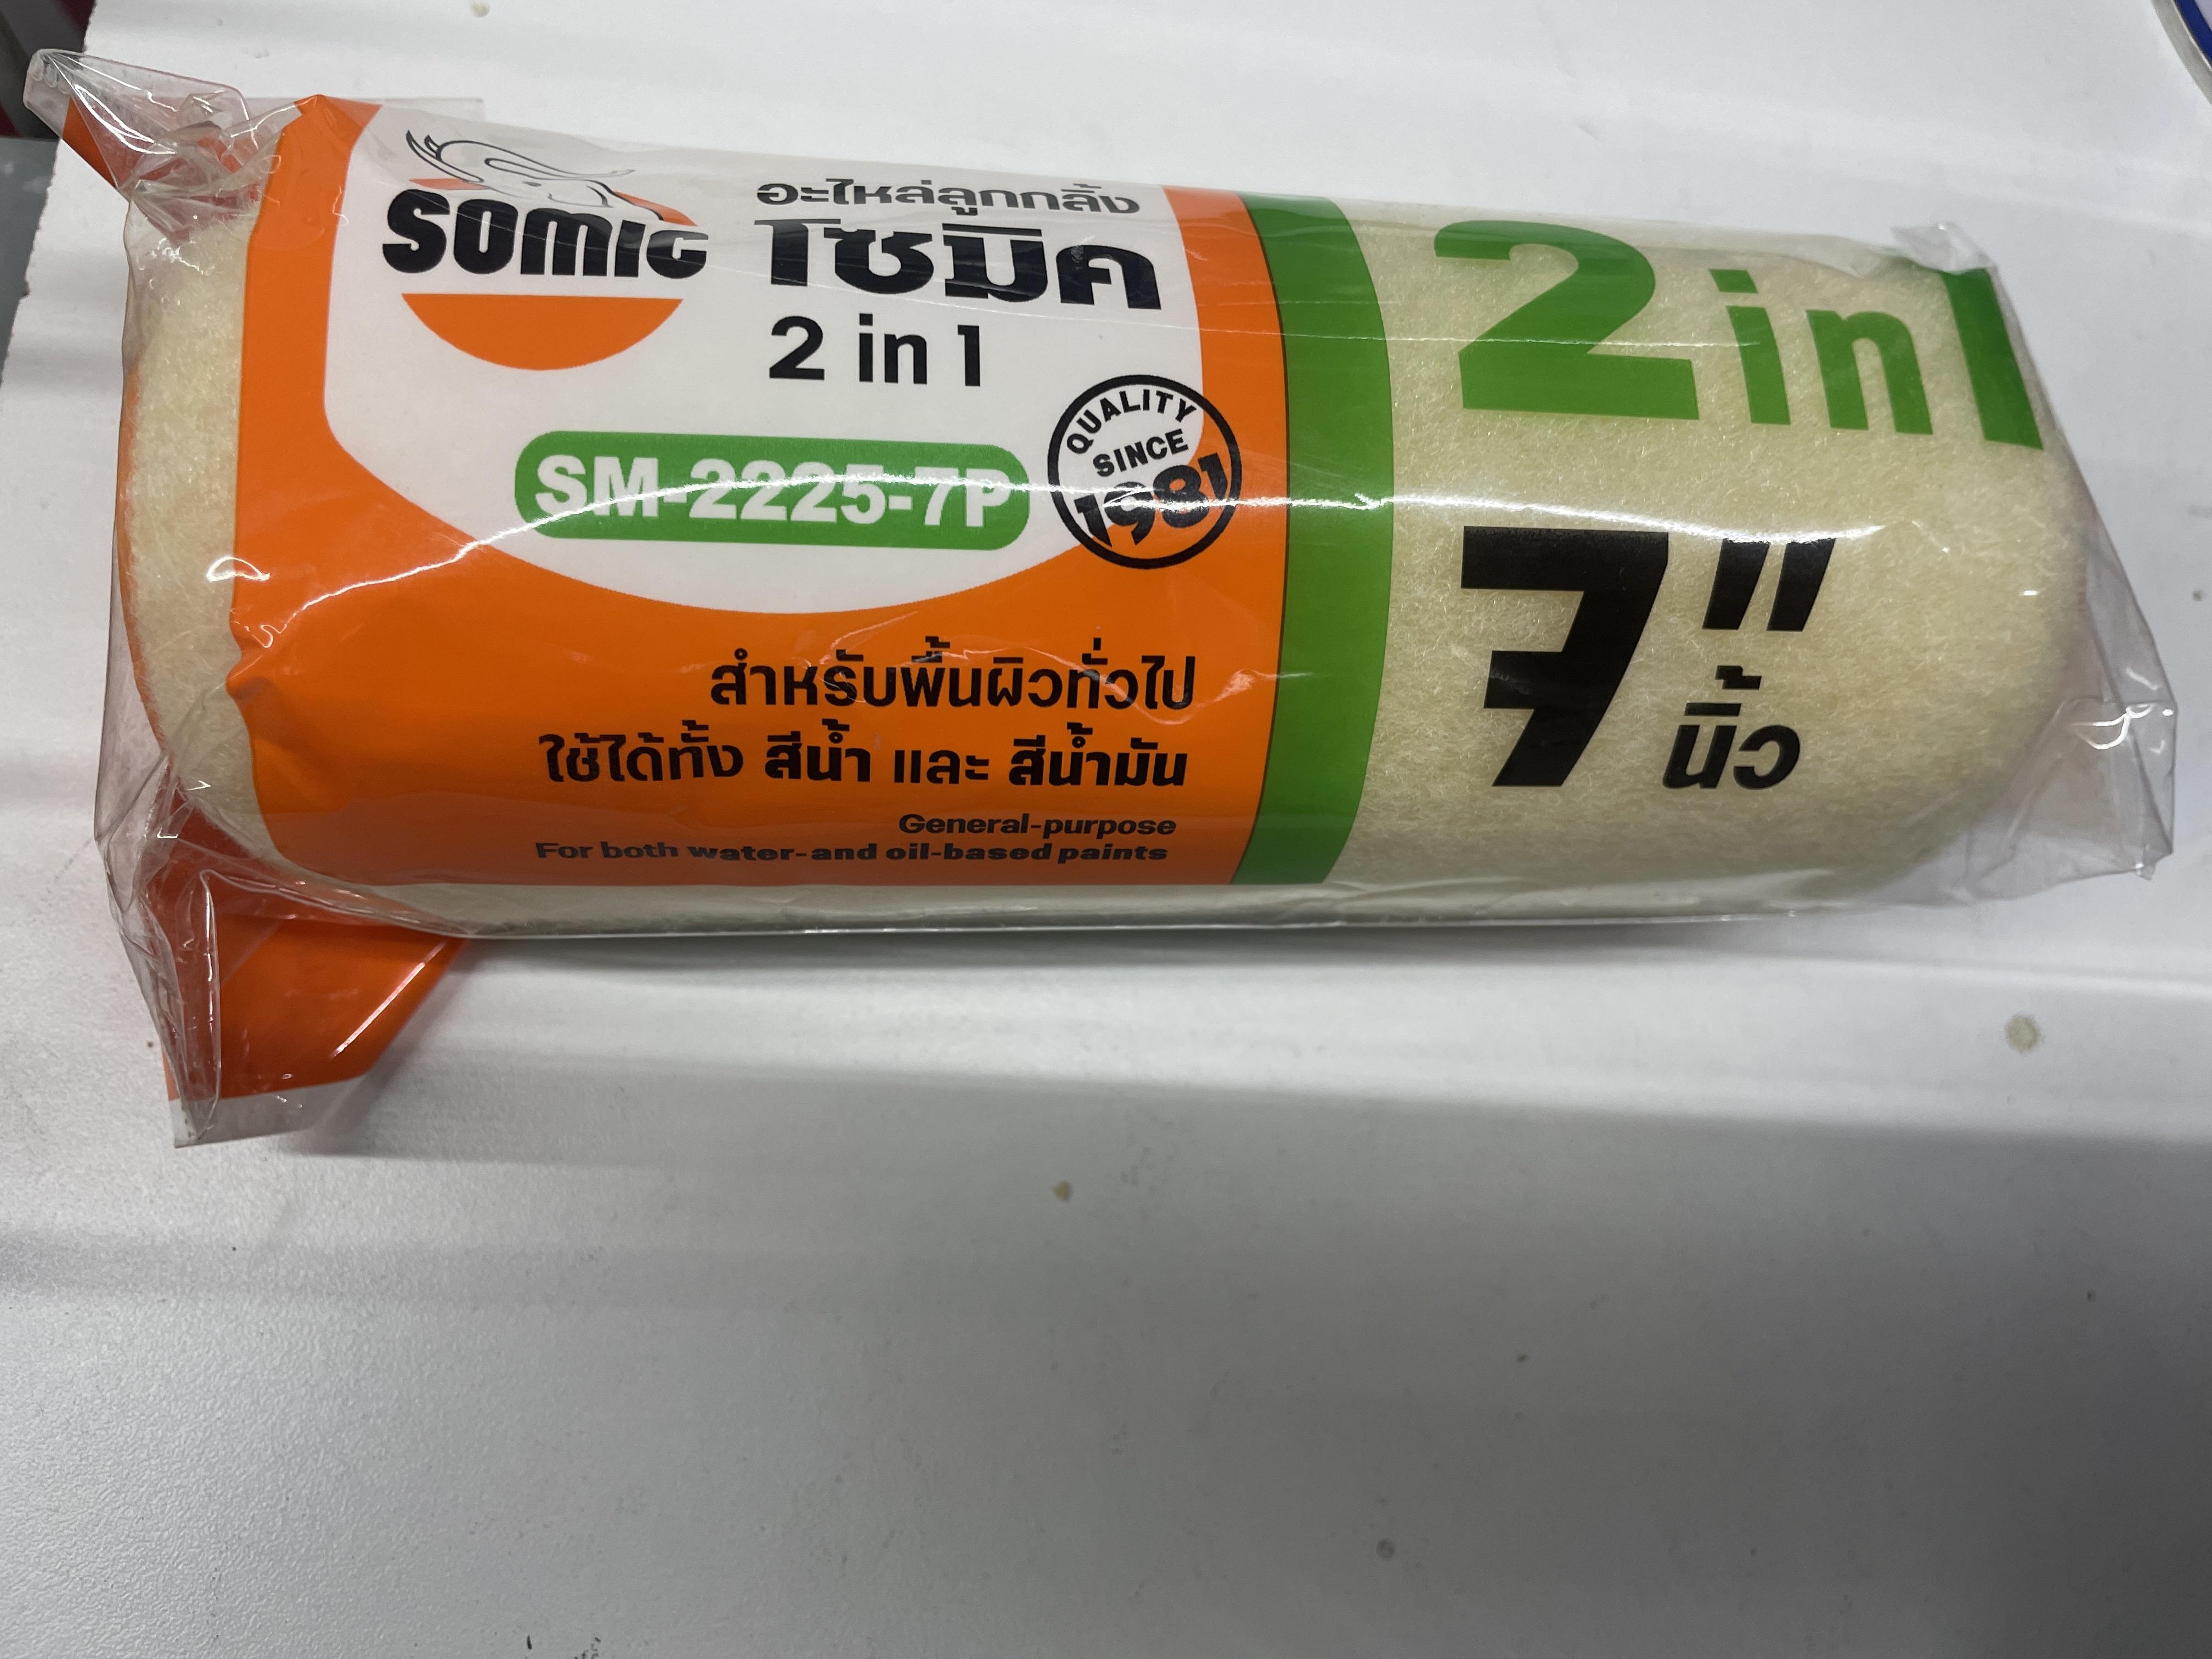 SOMIC
อะไหล่ลูกกลิ้ง
โซมิค
2 in 1
SM-2225-7P
QUALITY
SINCE
1981
สำหรับพื้นผิวทั่วไป
ใช้ได้ทั้ง สีน้ำ และ สีน้ำมัน
General-purpose
For both water-and oil-based paints
2 in 1
7"
นิ้ว